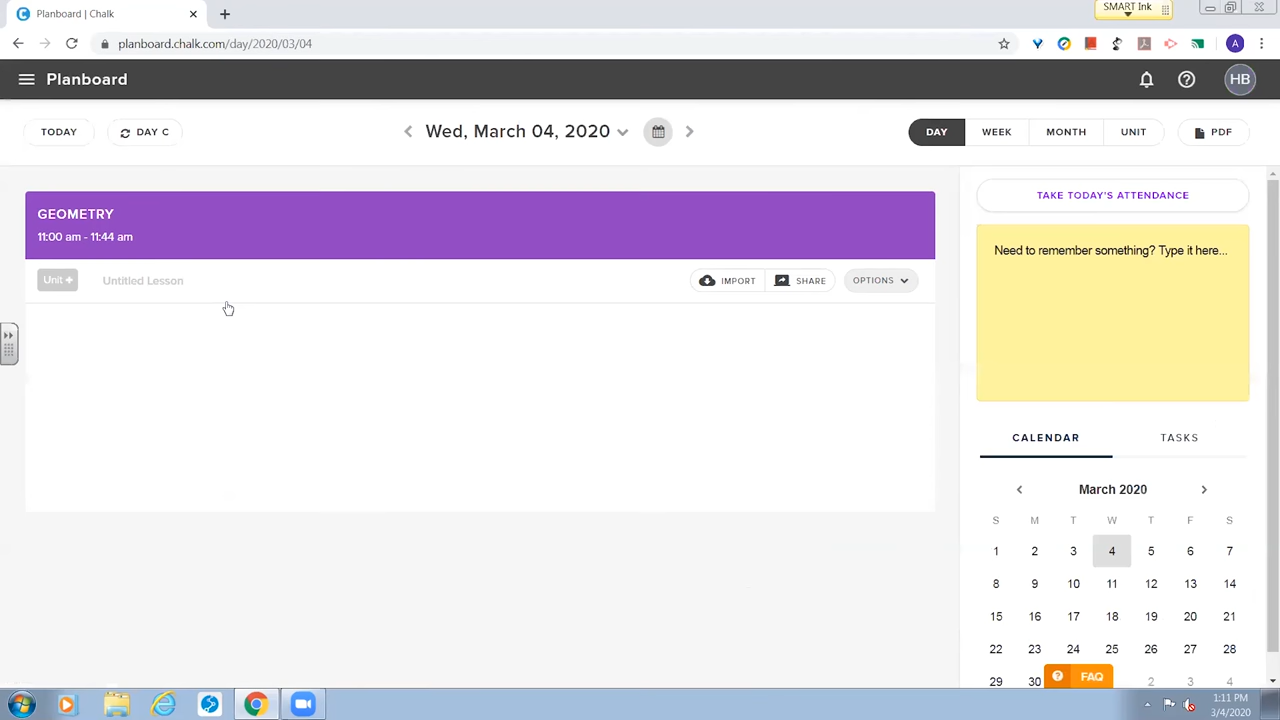 Planboard | Chalk
SMART Ink
planboard.chalk.com/day/2020/03/04
A
Planboard
HB
TODAY
DAY C
Wed, March 04, 2020
DAY
WEEK
MONTH
UNIT
PDF
GEOMETRY
11:00 am - 11:44 am
Unit +
Untitled Lesson
IMPORT
SHARE
OPTIONS
TAKE TODAY'S ATTENDANCE
Need to remember something? Type it here...
CALENDAR
TASKS
March 2020
S M T W T F S
1 2 3 4 5 6 7
8 9 10 11 12 13 14
15 16 17 18 19 20 21
22 23 24 25 26 27 28
29 30 2 3 4
FAQ
1:11 PM
3/4/2020